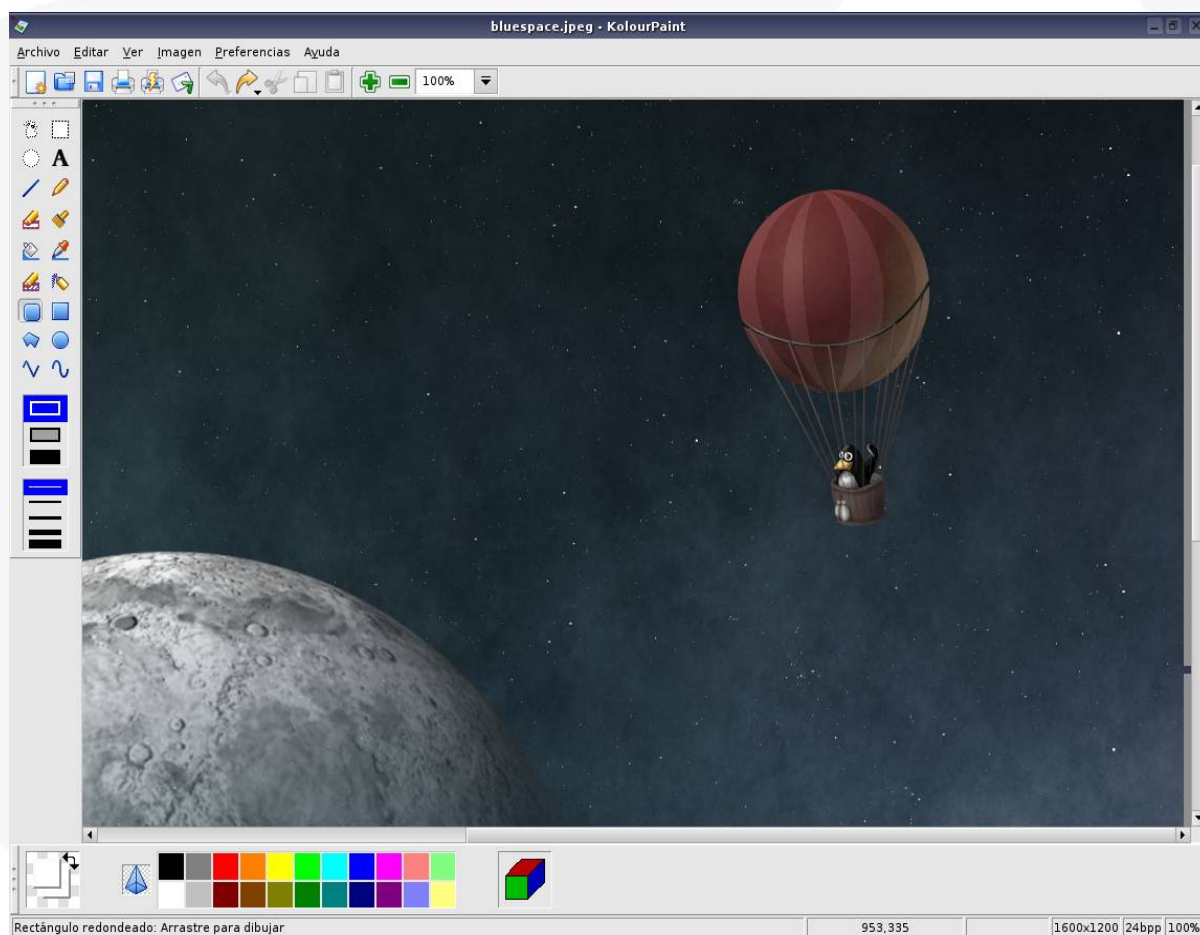 bluespace.jpeg - KolourPaint
Archivo Editar Ver Imagen Preferencias Ayuda
100%
A
Rectángulo redondeado: Arrastre para dibujar 953,335 1600x1200 24bpp 100%